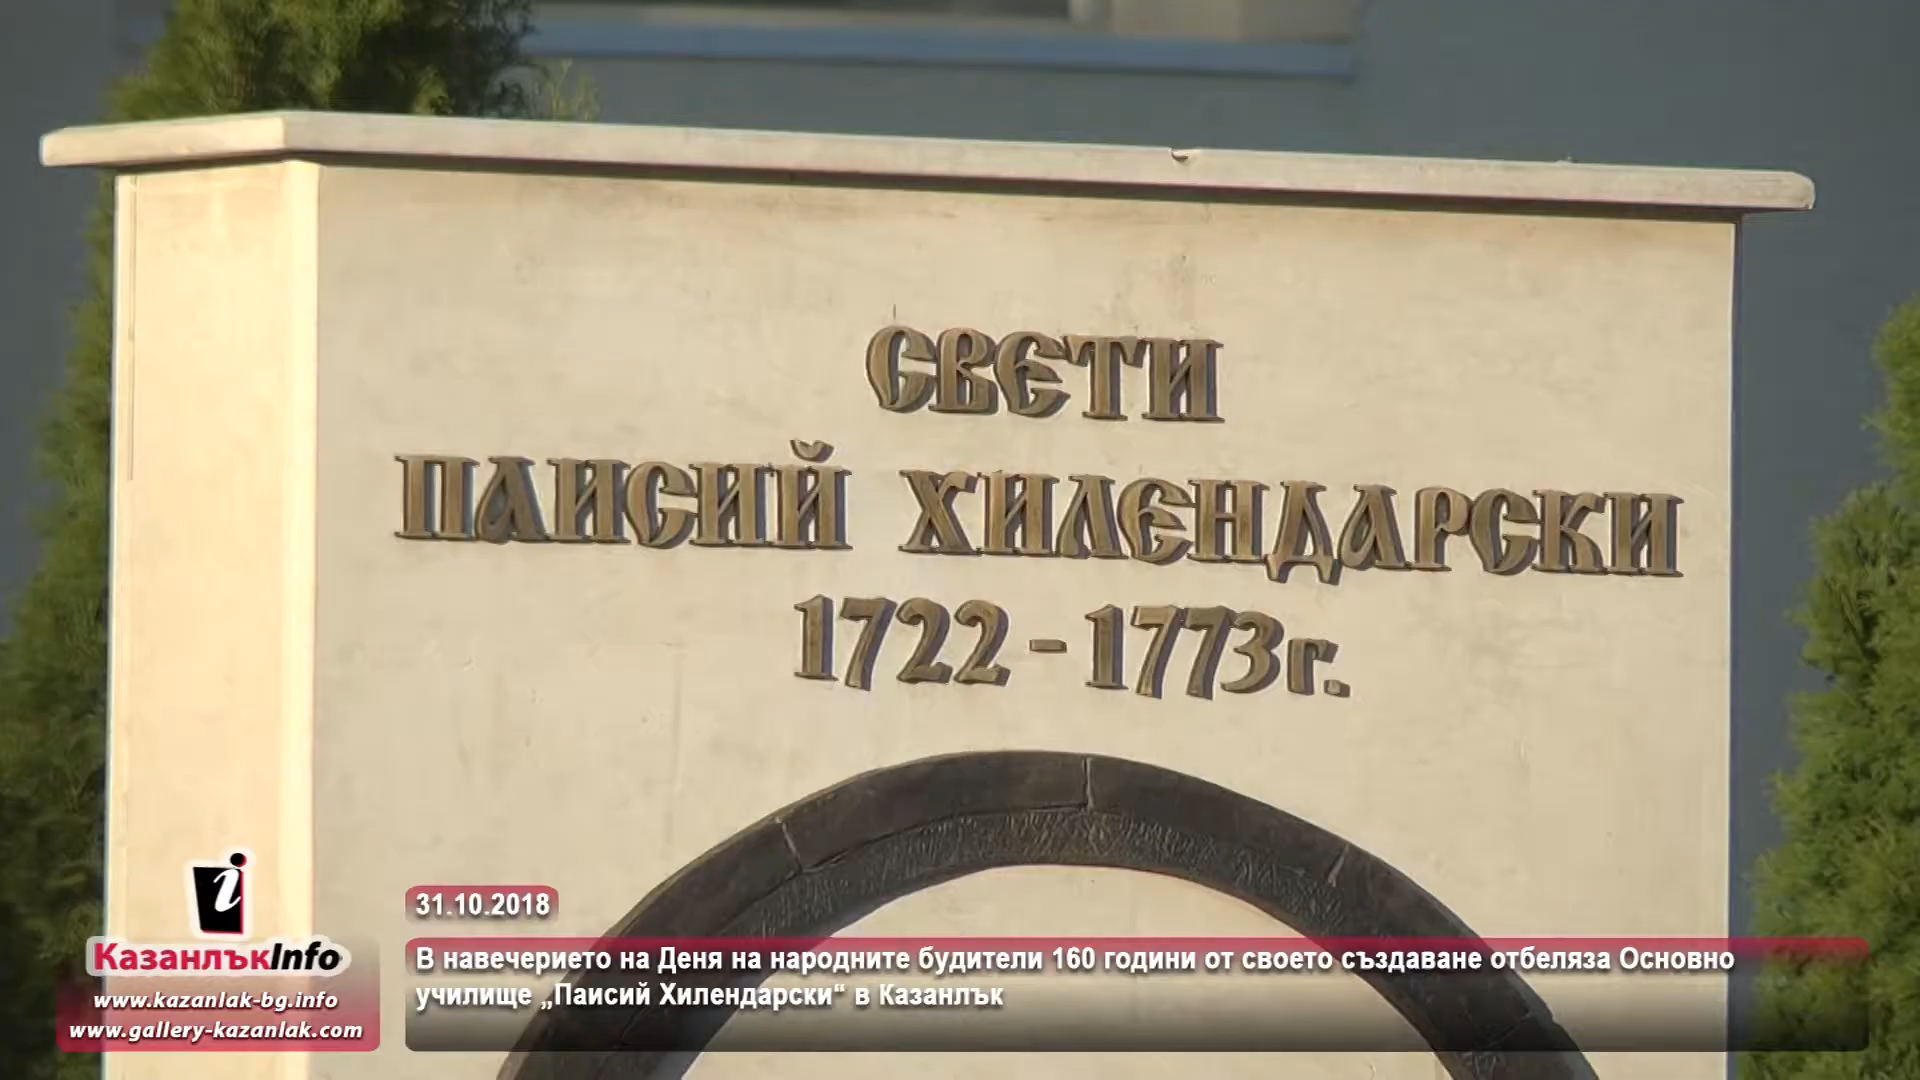 СВЕТИ
ПАИСИЙ ХИЛЕНДАРСКИ
1722 - 1773г.
i
КазанлъкInfo
www.kazanlak-bg.info
www.gallery-kazanlak.com
31.10.2018
В навечерието на Деня на народните будители 160 години от своето създаване отбеляза Основно
училище „Паисий Хилендарски“ в Казанлък